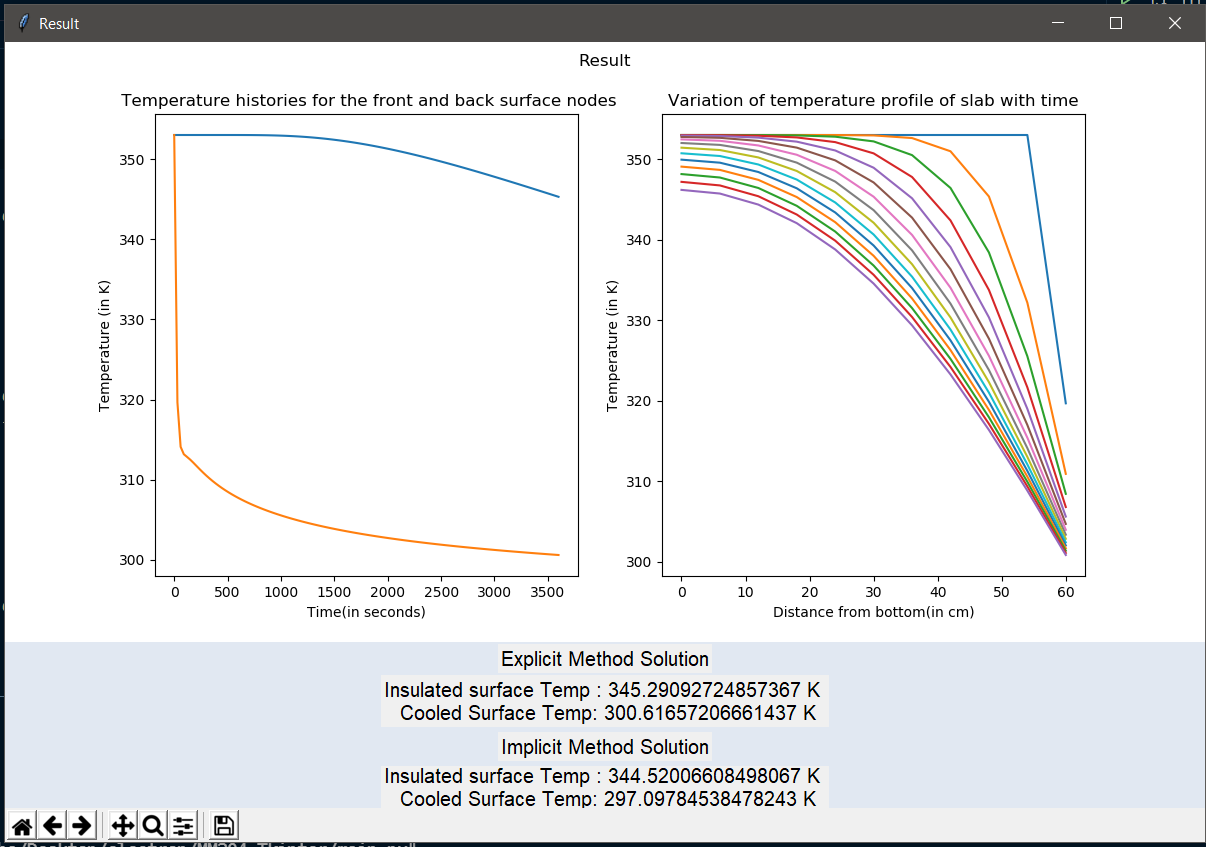 Result
Result
Temperature histories for the front and back surface nodes
Temperature (in K)
350
340
330
320
310
300
0 500 1000 1500 2000 2500 3000 3500
Time(in seconds)
Variation of temperature profile of slab with time
Temperature (in K)
350
340
330
320
310
300
0 10 20 30 40 50 60
Distance from bottom(in cm)
Explicit Method Solution
Insulated surface Temp : 345.29092724857367 K
Cooled Surface Temp: 300.61657206661437 K
Implicit Method Solution
Insulated surface Temp : 344.52006608498067 K
Cooled Surface Temp: 297.09784538478243 K